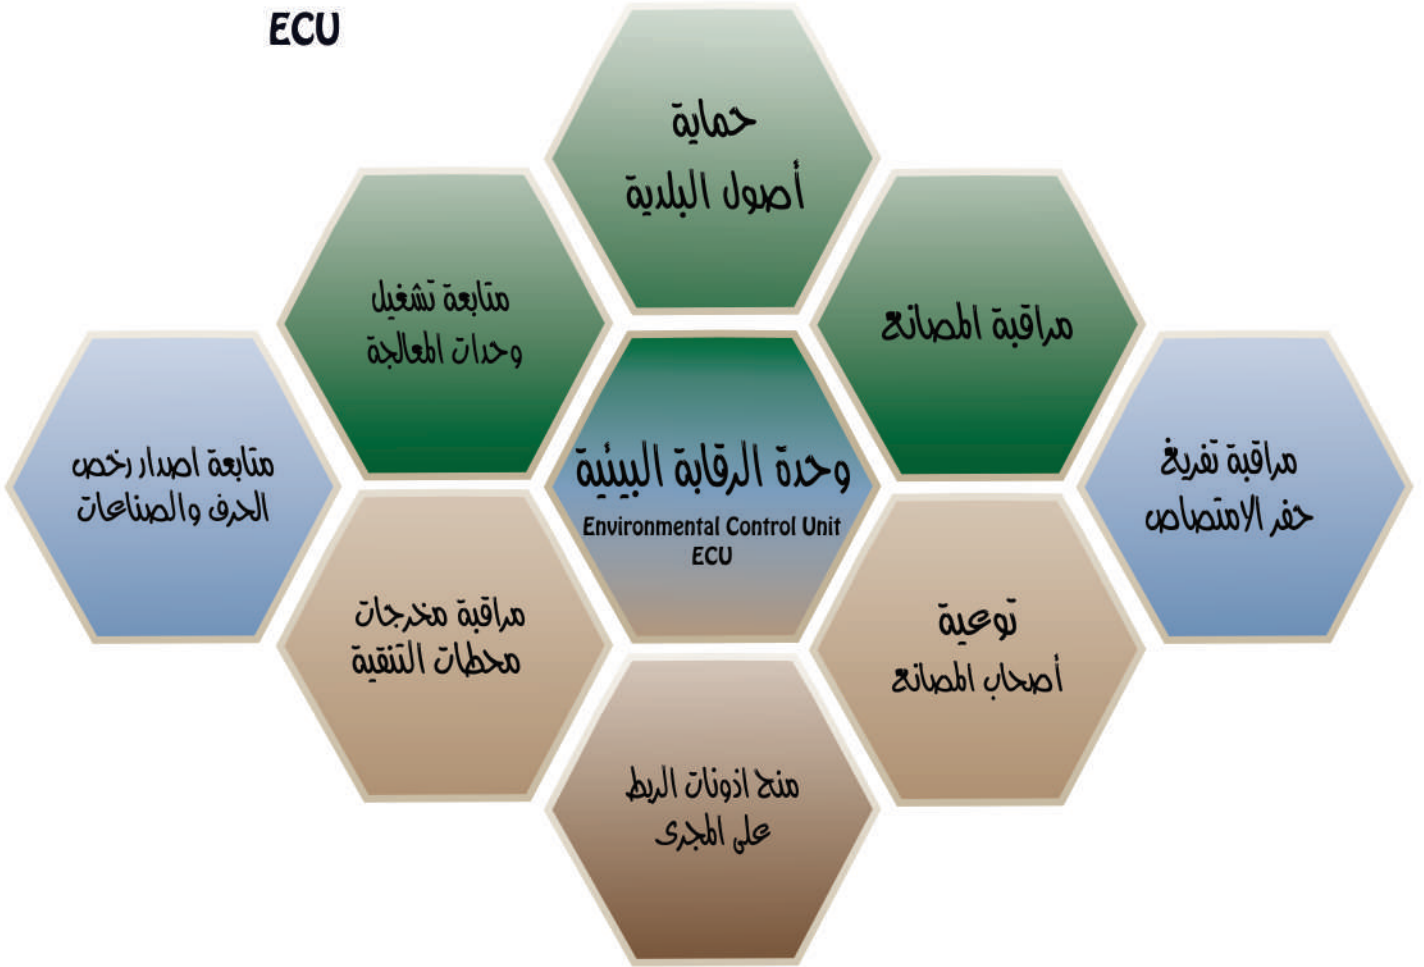 ECU
حماية
أصول البلدية
متابعة تشغيل
وحدات المعالجة
مراقبة المصانع
وحدة الرقابة البيئية
Environmental Control Unit
ECU
متابعة اصدار رخص
الحرف والصناعات
مراقبة تفريغ
حفر الامتصاص
مراقبة مخرجات
محطات التنقية
توعية
أصحاب المصانع
منح اذونات الربط
على المجرى